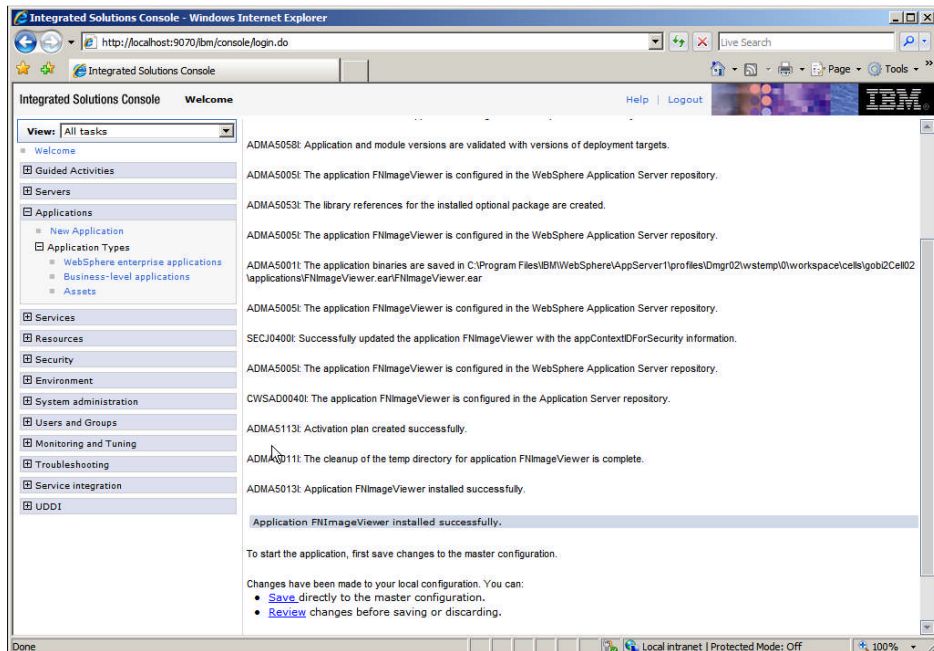 Integrated Solutions Console - Windows Internet Explorer
http://localhost:9070/ibm/console/login.do
Live Search
Integrated Solutions Console
Page
Tools
»
Integrated Solutions Console Welcome
Help | Logout
IBM
View: All tasks
Welcome
Guided Activities
Servers
Applications
New Application
Application Types
WebSphere enterprise applications
Business-level applications
Assets
Services
Resources
Security
Environment
System administration
Users and Groups
Monitoring and Tuning
Troubleshooting
Service integration
UDDI
ADMA5058I: Application and module versions are validated with versions of deployment targets.
ADMA5005I: The application FNImageViewer is configured in the WebSphere Application Server repository.
ADMA5053I: The library references for the installed optional package are created.
ADMA5005I: The application FNImageViewer is configured in the WebSphere Application Server repository.
ADMA5001I: The application binaries are saved in C:\Program Files\IBM\WebSphere\AppServer1\profiles\Dmgr02\wstemp\0\workspace\cells\gobi2Cell02
\applications\FNImageViewer.ear\FNImageViewer.ear
ADMA5005I: The application FNImageViewer is configured in the WebSphere Application Server repository.
SECJ0400I: Successfully updated the application FNImageViewer with the appContextIDForSecurity information.
ADMA5005I: The application FNImageViewer is configured in the WebSphere Application Server repository.
CWSAD0040I: The application FNImageViewer is configured in the Application Server repository.
ADMA5113I: Activation plan created successfully.
ADMA5011I: The cleanup of the temp directory for application FNImageViewer is complete.
ADMA5013I: Application FNImageViewer installed successfully.
Application FNImageViewer installed successfully.
To start the application, first save changes to the master configuration.
Changes have been made to your local configuration. You can:
Save directly to the master configuration.
Review changes before saving or discarding.
Done
Local intranet | Protected Mode: Off
100%